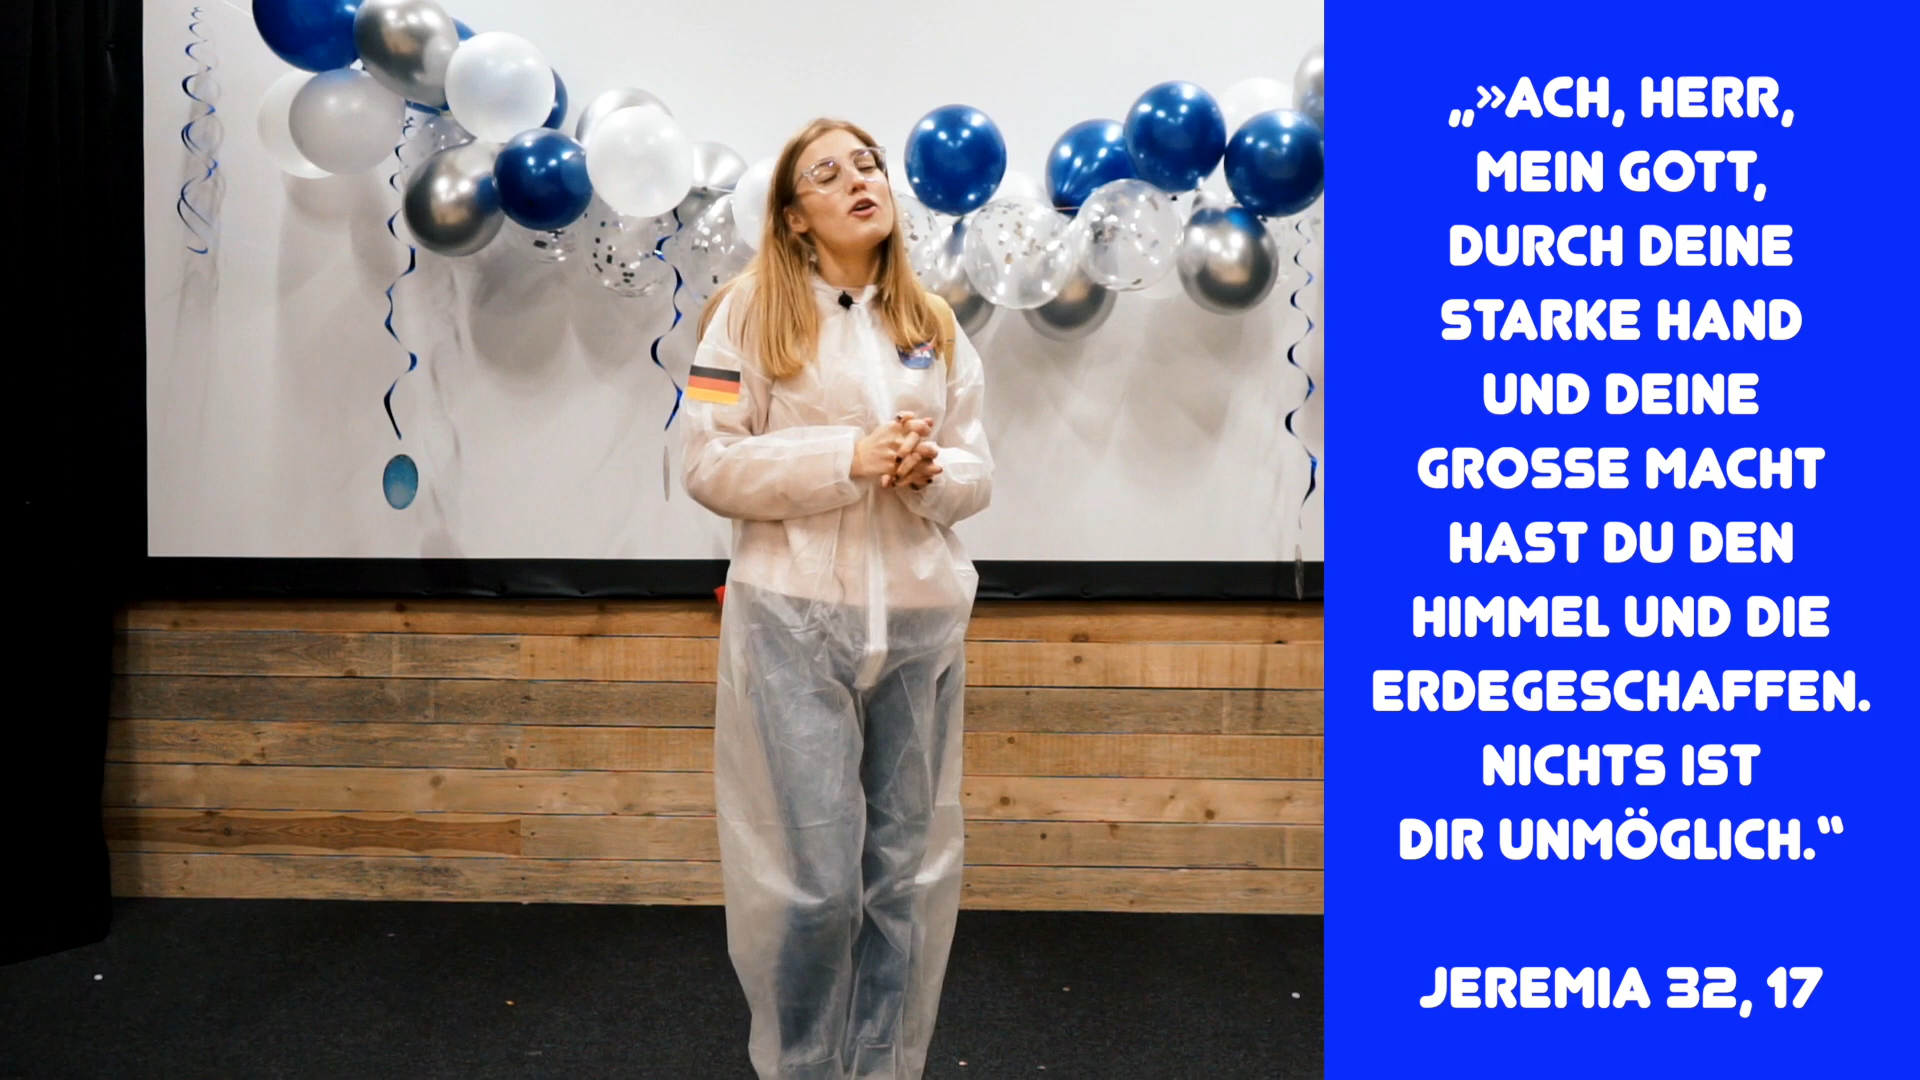 „»ACH, HERR,
MEIN GOTT,
DURCH DEINE
STARKE HAND
UND DEINE
GROSSE MACHT
HAST DU DEN
HIMMEL UND DIE
ERDEGESCHAFFEN.
NICHTS IST
DIR UNMÖGLICH.“
JEREMIA 32, 17